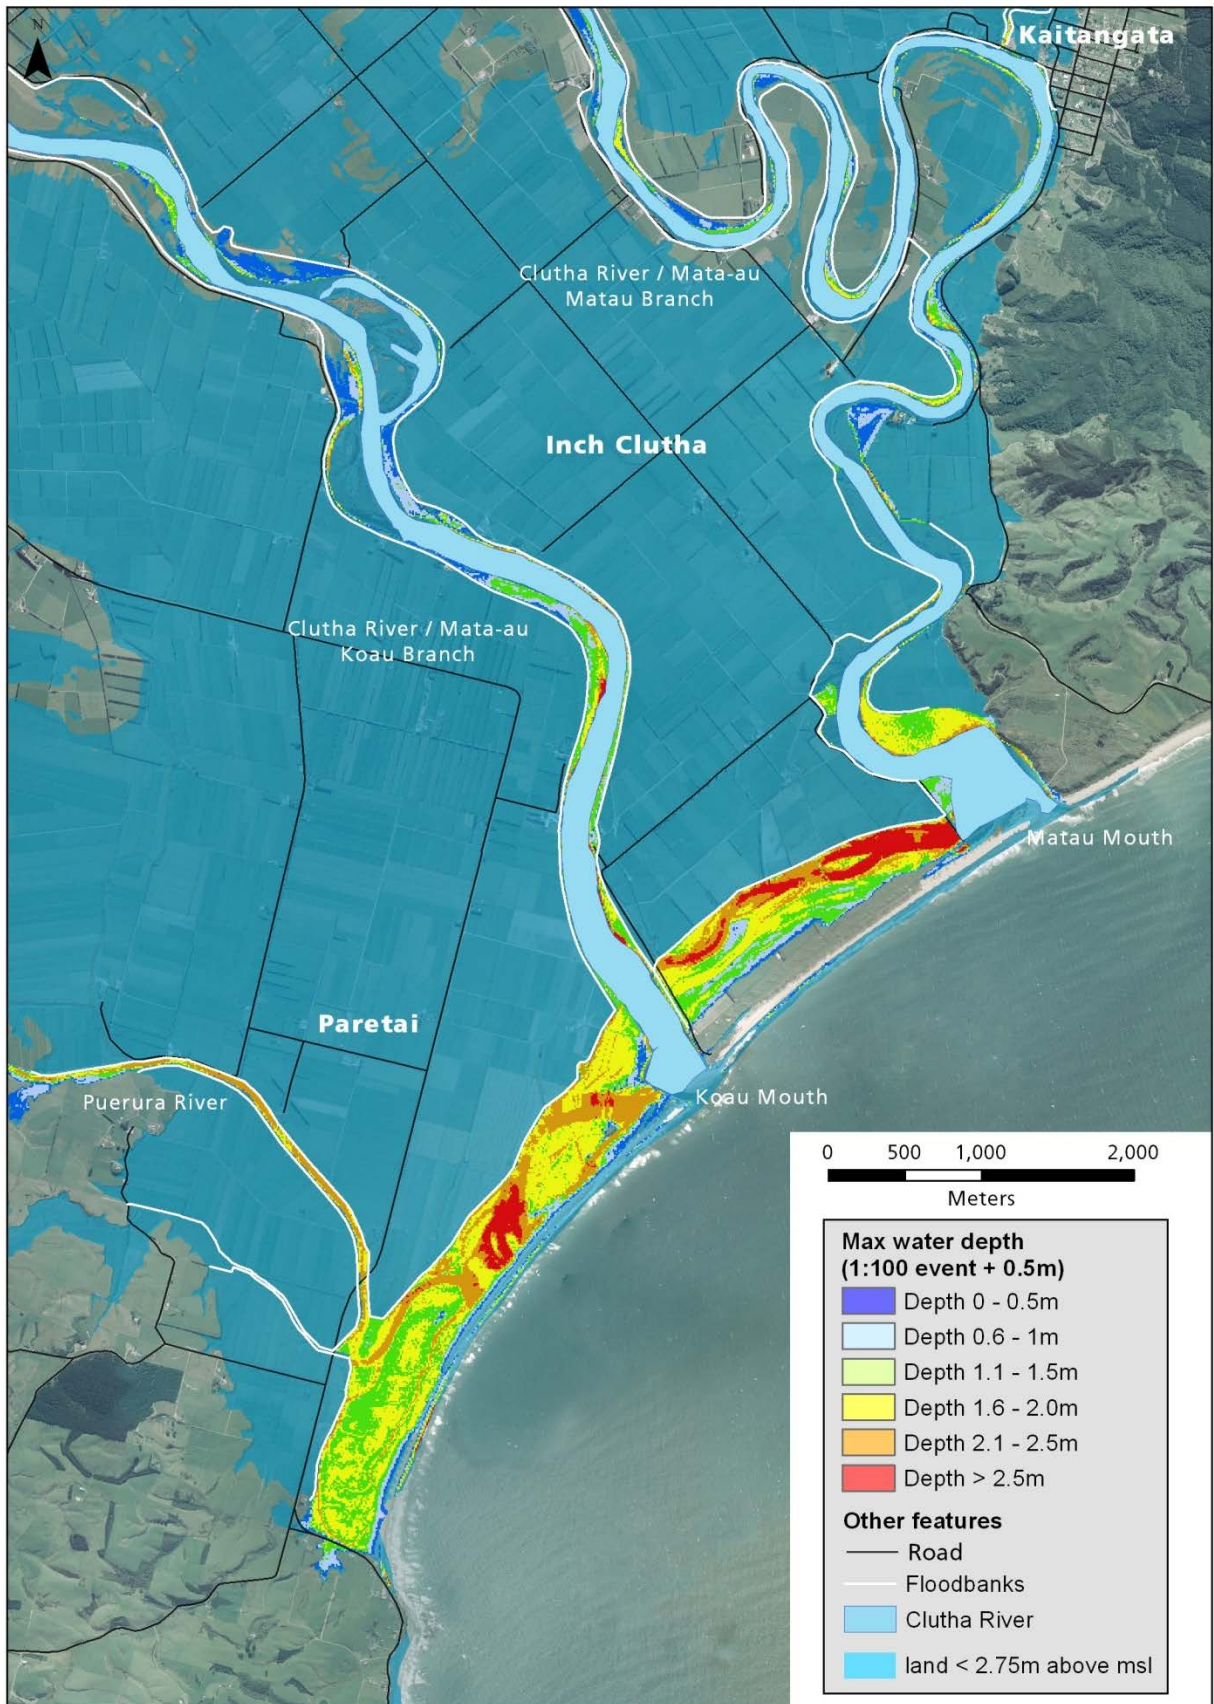 N
Kaitangata
Clutha River / Mata-au
Matau Branch
Inch Clutha
Clutha River / Mata-au
Koau Branch
Matau Mouth
Paretai
Puerura River
Koau Mouth
0 500 1,000 2,000
Meters
Max water depth
(1:100 event + 0.5m)
Depth 0 - 0.5m
Depth 0.6 - 1m
Depth 1.1 - 1.5m
Depth 1.6 - 2.0m
Depth 2.1 - 2.5m
Depth > 2.5m
Other features
Road
Floodbanks
Clutha River
land < 2.75m above msl